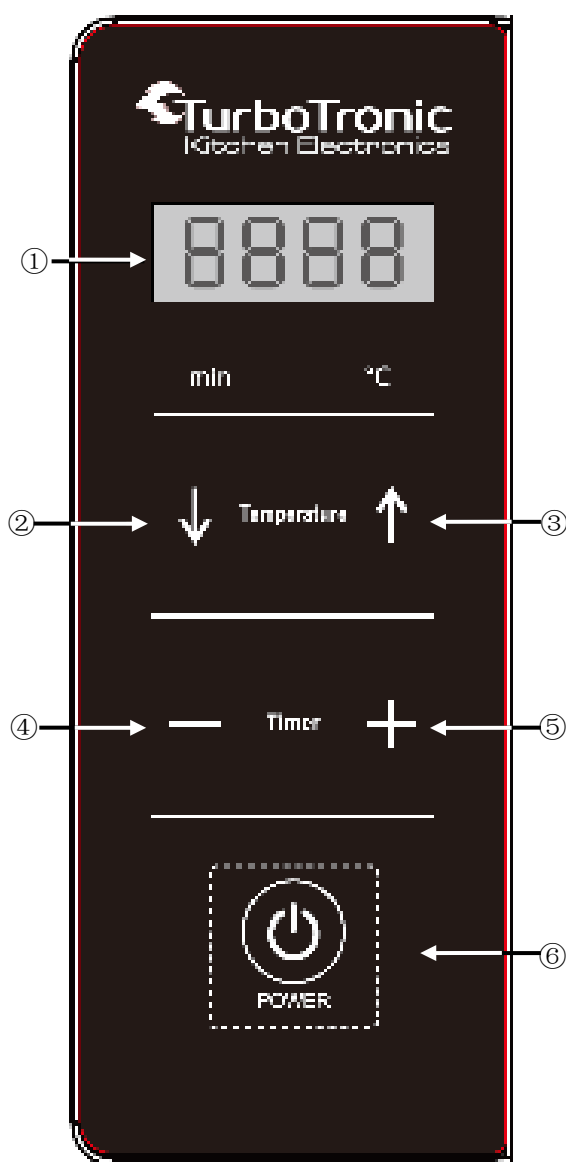 TurboTronic
Kitchen Electronics
① 8888
min °C
② Temperature ③
④ Timer ⑤
⑥
POWER